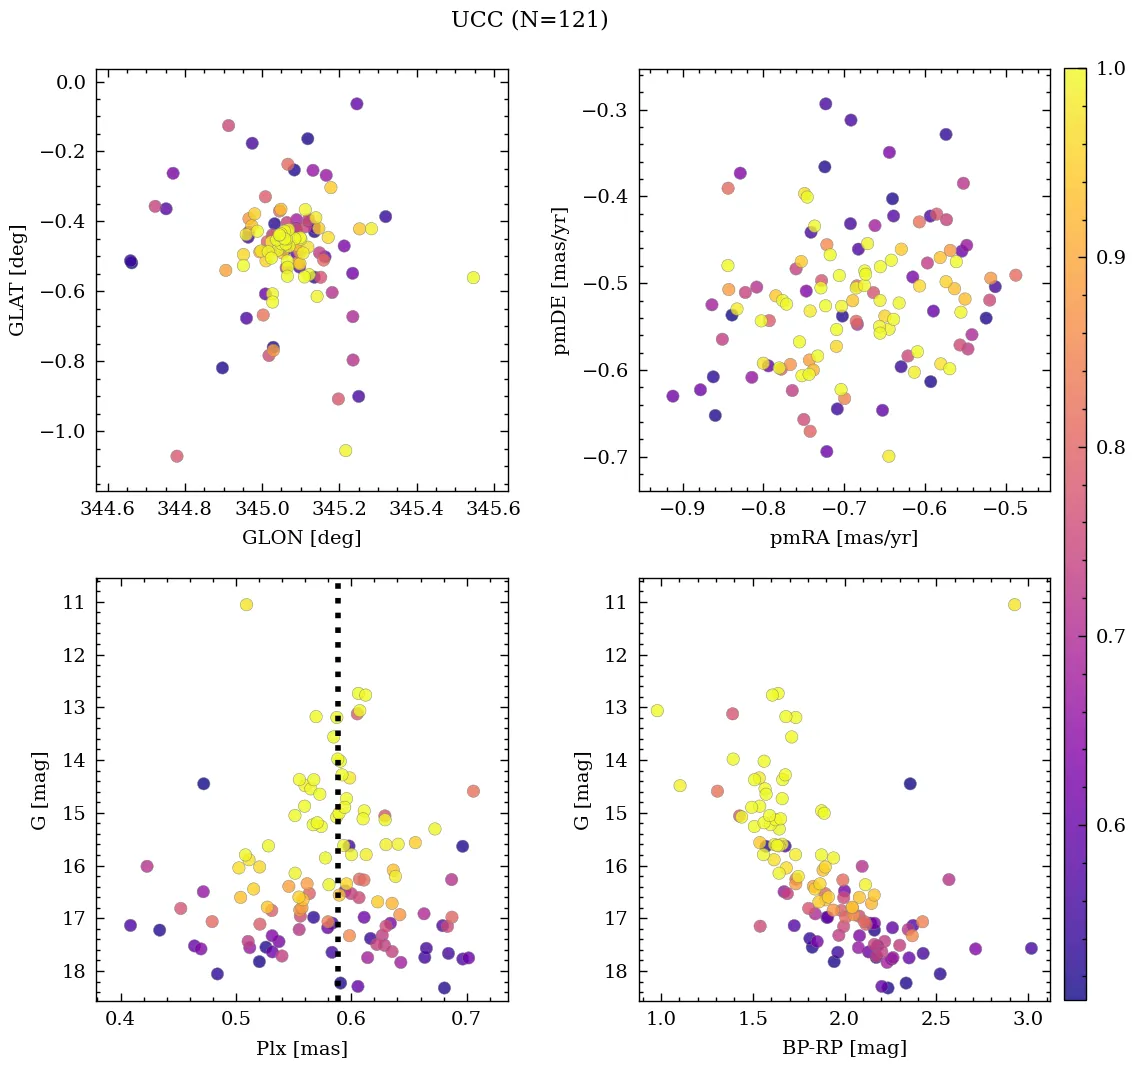 UCC (N=121)
0.0
−0.2
−0.4
−0.6
−0.8
−1.0
GLAT [deg]
344.6 344.8 345.0 345.2 345.4 345.6
GLON [deg]
−0.3
−0.4
−0.5
−0.6
−0.7
pmDE [mas/yr]
−0.9 −0.8 −0.7 −0.6 −0.5
pmRA [mas/yr]
1.0
0.9
0.8
0.7
0.6
11
12
13
14
15
16
17
18
G [mag]
0.4 0.5 0.6 0.7
Plx [mas]
11
12
13
14
15
16
17
18
G [mag]
1.0 1.5 2.0 2.5 3.0
BP-RP [mag]